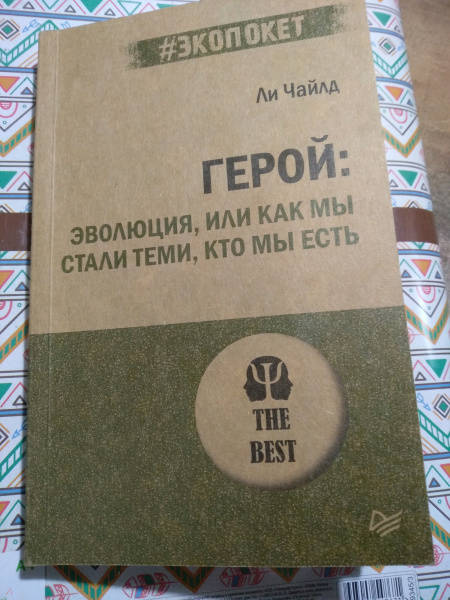 #ЭКОПОКЕТ
Ли Чайлд
ГЕРОЙ:
ЭВОЛЮЦИЯ, ИЛИ КАК МЫ
СТАЛИ ТЕМИ, КТО МЫ ЕСТЬ
Ψ
THE
BEST